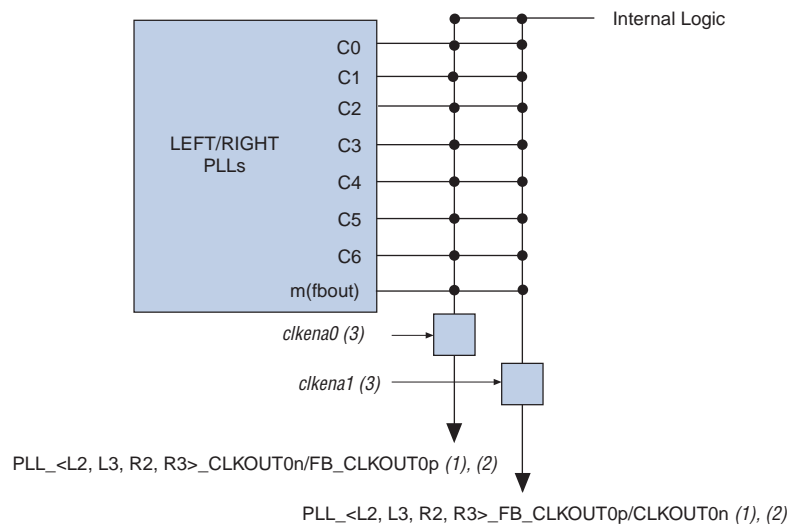 Internal Logic
C0
C1
C2
C3
C4
C5
C6
m(fbout)
LEFT/RIGHT
PLLs
clkena0 (3)
clkena1 (3)
PLL_<L2, L3, R2, R3>_CLKOUT0n/FB_CLKOUT0p (1), (2)
PLL_<L2, L3, R2, R3>_FB_CLKOUT0p/CLKOUT0n (1), (2)